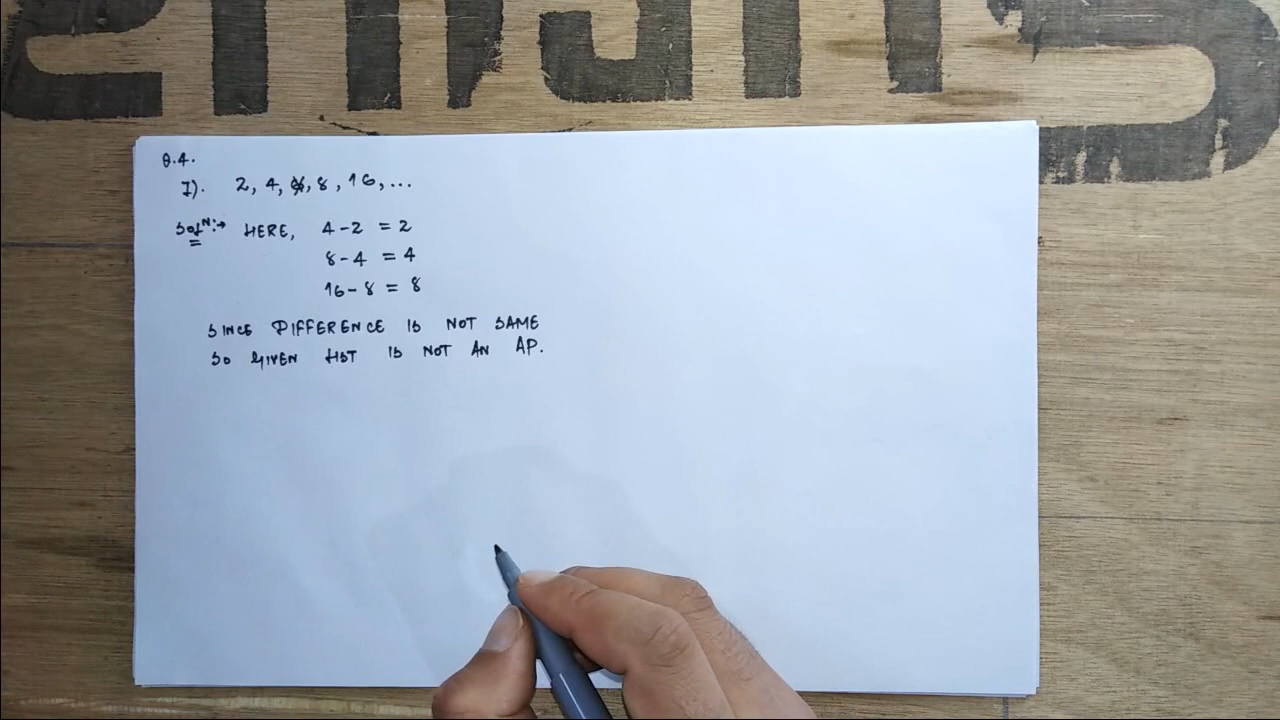 Q.4.
I). 2, 4, 8, 16, ...
Solᴺ:→ HERE, 4-2 = 2
8-4 = 4
16-8 = 8
SINCE DIFFERENCE IS NOT SAME
SO GIVEN LIST IS NOT AN AP.